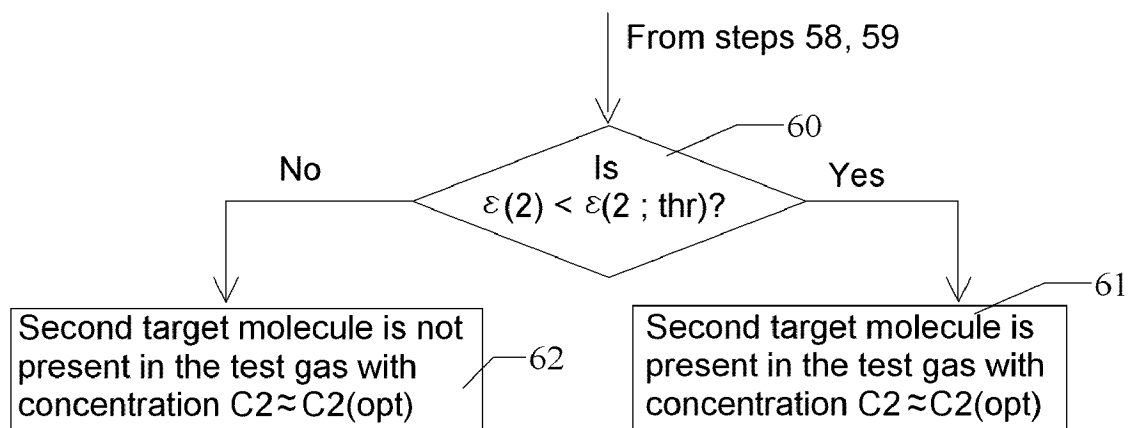 From steps 58, 59
60
No
Is
Yes
ε(2) < ε(2 ; thr)?
61
Second target molecule is not
present in the test gas with
concentration C2≈C2(opt)
62
Second target molecule is
present in the test gas with
concentration C2≈C2(opt)